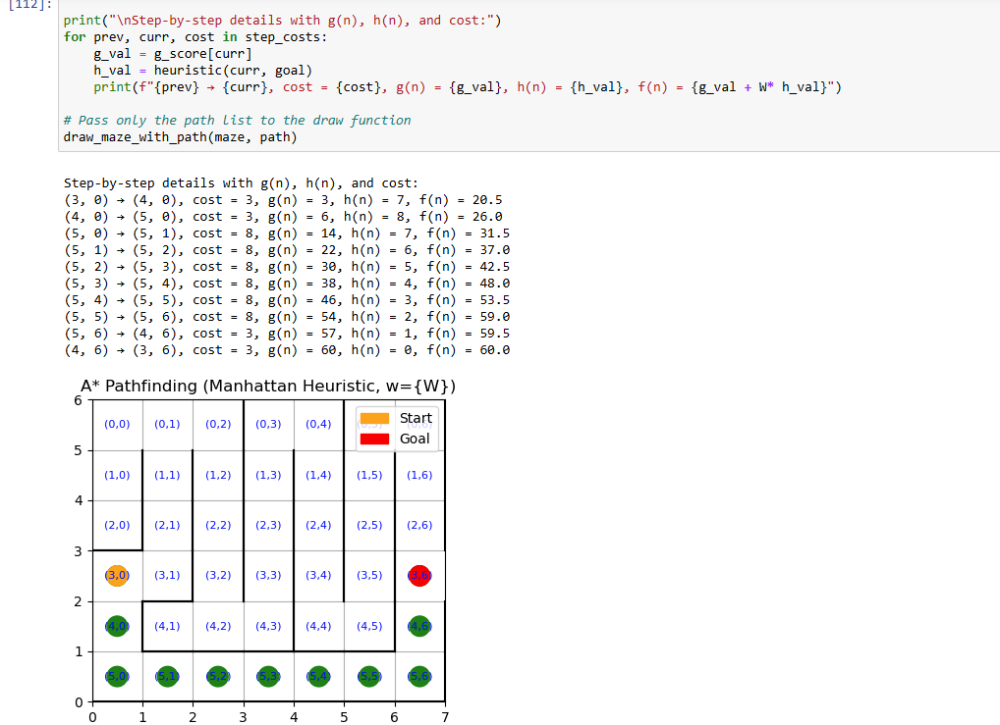 [112]:
print("\nStep-by-step details with g(n), h(n), and cost:")
for prev, curr, cost in step_costs:
    g_val = g_score[curr]
    h_val = heuristic(curr, goal)
    print(f"{prev} → {curr}, cost = {cost}, g(n) = {g_val}, h(n) = {h_val}, f(n) = {g_val + W* h_val}")
# Pass only the path list to the draw function
draw_maze_with_path(maze, path)
Step-by-step details with g(n), h(n), and cost:
(3, 0) → (4, 0), cost = 3, g(n) = 3, h(n) = 7, f(n) = 20.5
(4, 0) → (5, 0), cost = 3, g(n) = 6, h(n) = 8, f(n) = 26.0
(5, 0) → (5, 1), cost = 8, g(n) = 14, h(n) = 7, f(n) = 31.5
(5, 1) → (5, 2), cost = 8, g(n) = 22, h(n) = 6, f(n) = 37.0
(5, 2) → (5, 3), cost = 8, g(n) = 30, h(n) = 5, f(n) = 42.5
(5, 3) → (5, 4), cost = 8, g(n) = 38, h(n) = 4, f(n) = 48.0
(5, 4) → (5, 5), cost = 8, g(n) = 46, h(n) = 3, f(n) = 53.5
(5, 5) → (5, 6), cost = 8, g(n) = 54, h(n) = 2, f(n) = 59.0
(5, 6) → (4, 6), cost = 3, g(n) = 57, h(n) = 1, f(n) = 59.5
(4, 6) → (3, 6), cost = 3, g(n) = 60, h(n) = 0, f(n) = 60.0
A* Pathfinding (Manhattan Heuristic, w={W})
6
Start
(0,0) (0,1) (0,2) (0,3) (0,4)
Goal
5
(1,0) (1,1) (1,2) (1,3) (1,4) (1,5) (1,6)
4
(2,0) (2,1) (2,2) (2,3) (2,4) (2,5) (2,6)
3
(3,0) (3,1) (3,2) (3,3) (3,4) (3,5) (3,6)
2
(4,0) (4,1) (4,2) (4,3) (4,4) (4,5) (4,6)
1
(5,0) (5,1) (5,2) (5,3) (5,4) (5,5) (5,6)
0
0 1 2 3 4 5 6 7